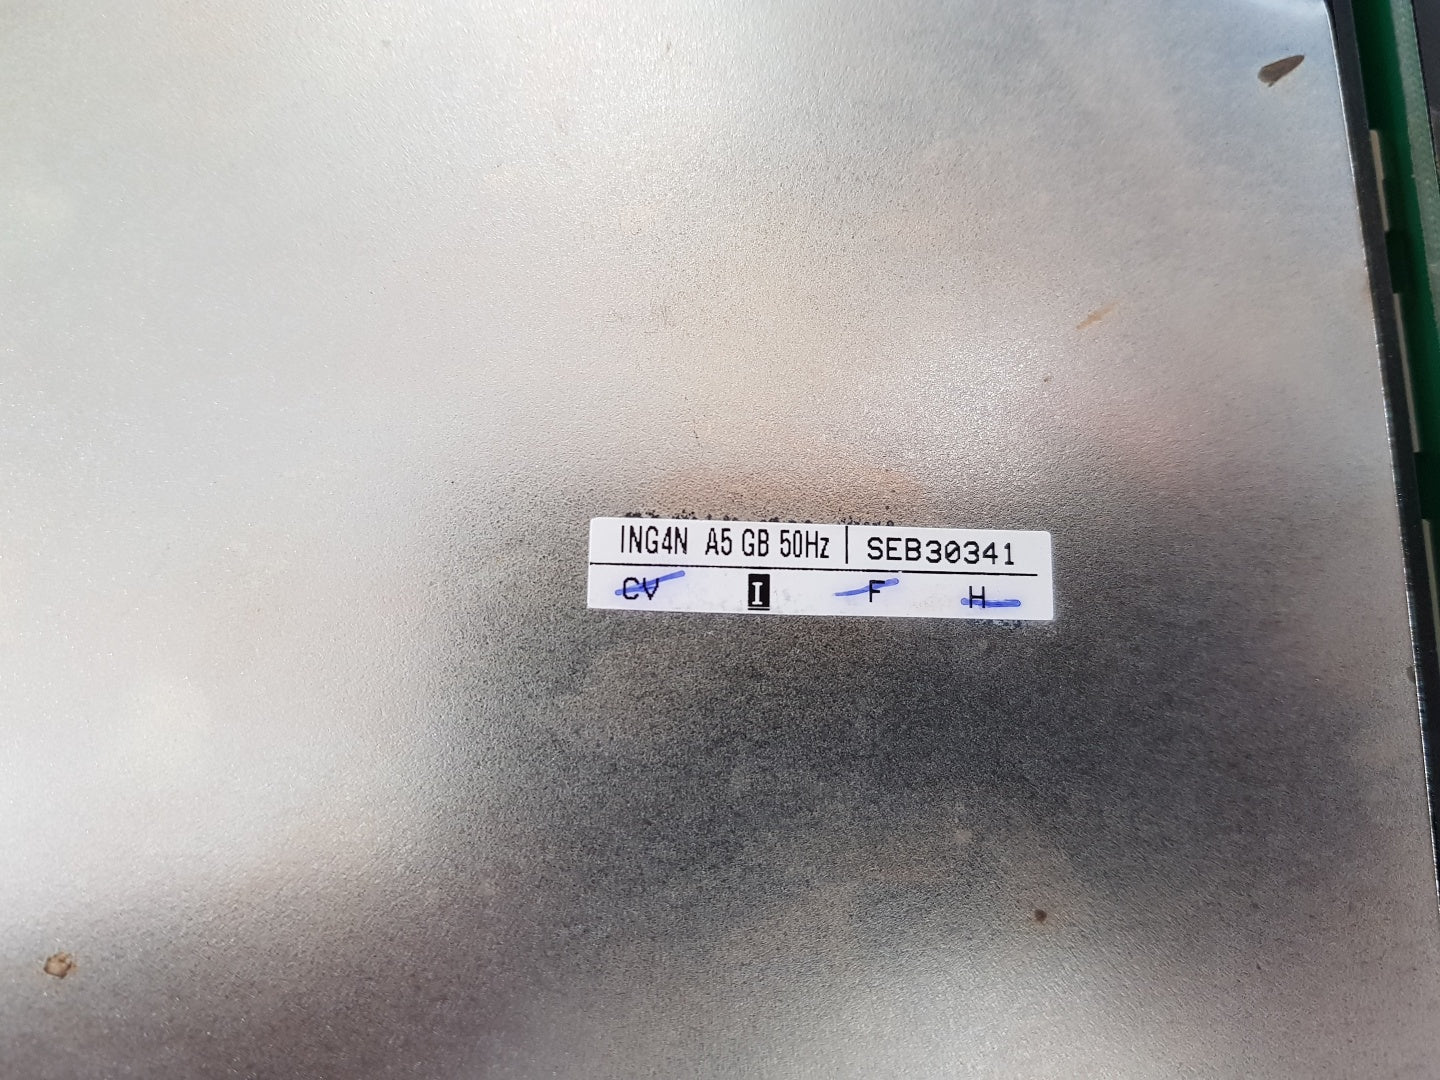 ING4N A5 GB 50Hz SEB30341
CV I F H